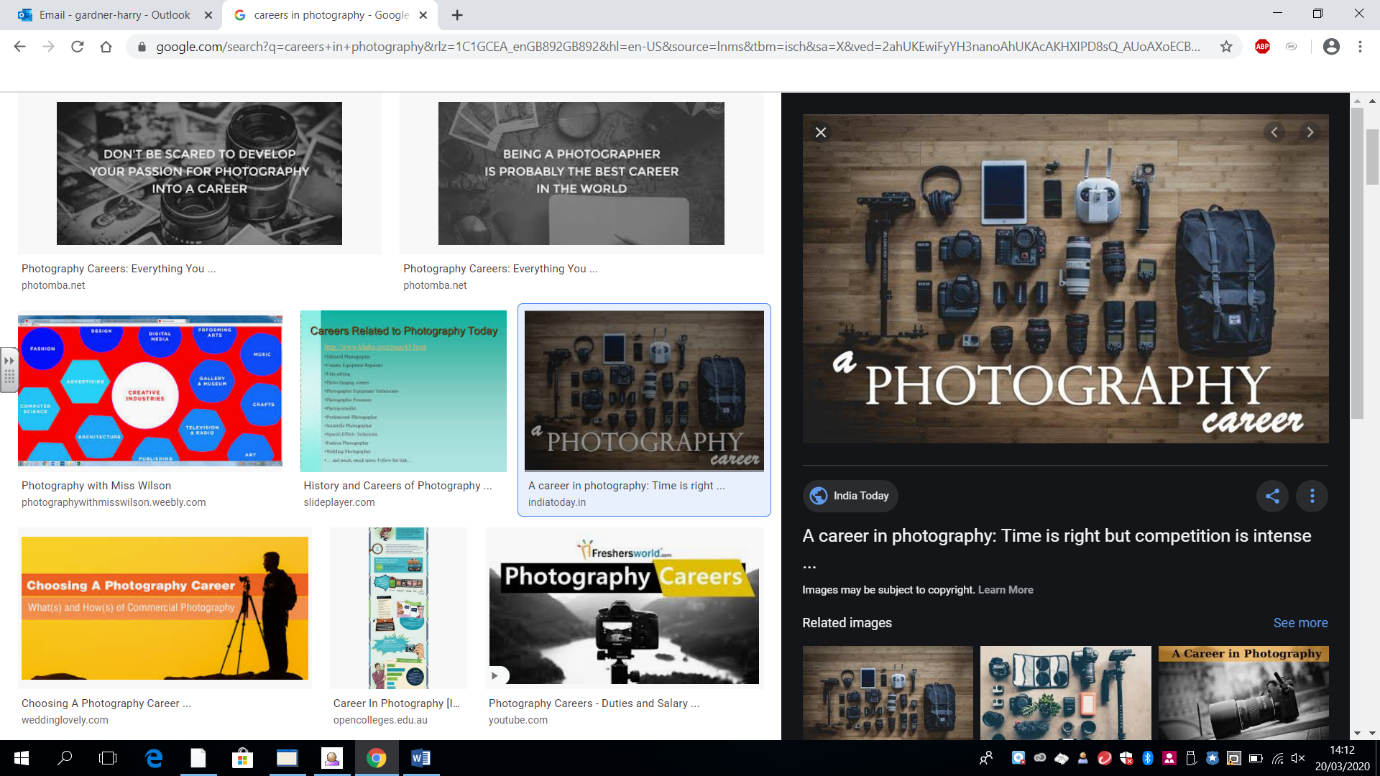 Email - gardner-harry - Outlook
careers in photography - Google
google.com/search?q=careers+in+photography&rlz=1C1GCEA_enGB892GB892&hl=en-US&source=lnms&tbm=isch&sa=X&ved=2ahUKEwiFyYH3nanoAhUKAcAKHXIPD8sQ_AUoAXoECB...
ABP
DON'T BE SCARED TO DEVELOP
YOUR PASSION FOR PHOTOGRAPHY
INTO A CAREER
Photography Careers: Everything You ...
photomba.net
BEING A PHOTOGRAPHER
IS PROBABLY THE BEST CAREER
IN THE WORLD
Photography Careers: Everything You ...
photomba.net
DESIGN
DIGITAL
MEDIA
PRFORMING
ARTS
FASHION
MUSIC
ADVERTISING
CREATIVE
INDUSTRIES
GALLERY
& MUSEUM
COMPUTER
SCIENCE
CRAFTS
ARCHITECTURE
TELEVISION
& RADIO
PUBLISHING
ART
Photography with Miss Wilson
photographywithmisswilson.weebly.com
Careers Related to Photography Today
History and Careers of Photography ...
slideplayer.com
a
PHOTOGRAPHY
career
A career in photography: Time is right ...
indiatoday.in
Choosing A Photography Career
What(s) and How(s) of Commercial Photography
Choosing A Photography Career ...
weddinglovely.com
Career In Photography [I...
opencolleges.edu.au
Freshersworld.com
Photography Careers
Photography Careers - Duties and Salary ...
youtube.com
a
PHOTOGRAPHY
career
India Today
A career in photography: Time is right but competition is intense
...
Images may be subject to copyright. Learn More
Related images
See more
A Career in Photography
14:12
20/03/2020